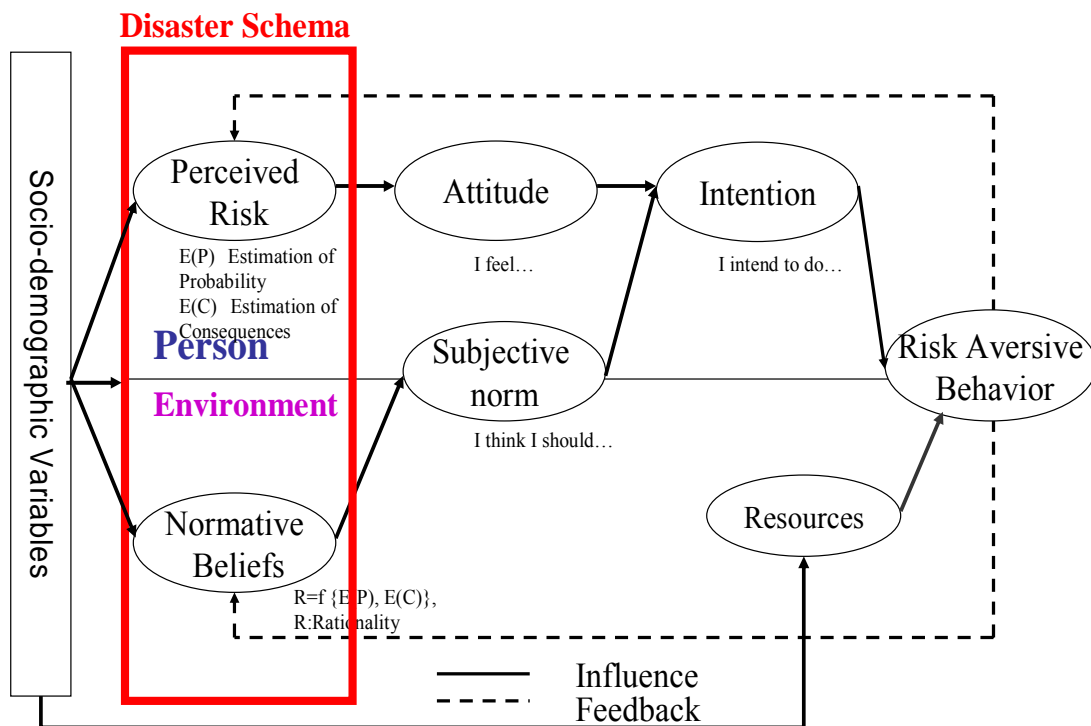 Disaster Schema
Socio-demographic Variables
Perceived
Risk
Attitude
Intention
E(P) Estimation of
Probability
E(C) Estimation of
Consequences
I feel…
I intend to do…
Person
Environment
Subjective
norm
Risk Aversive
Behavior
I think I should…
Normative
Beliefs
Resources
R=f {E(P), E(C)},
R:Rationality
Influence
Feedback